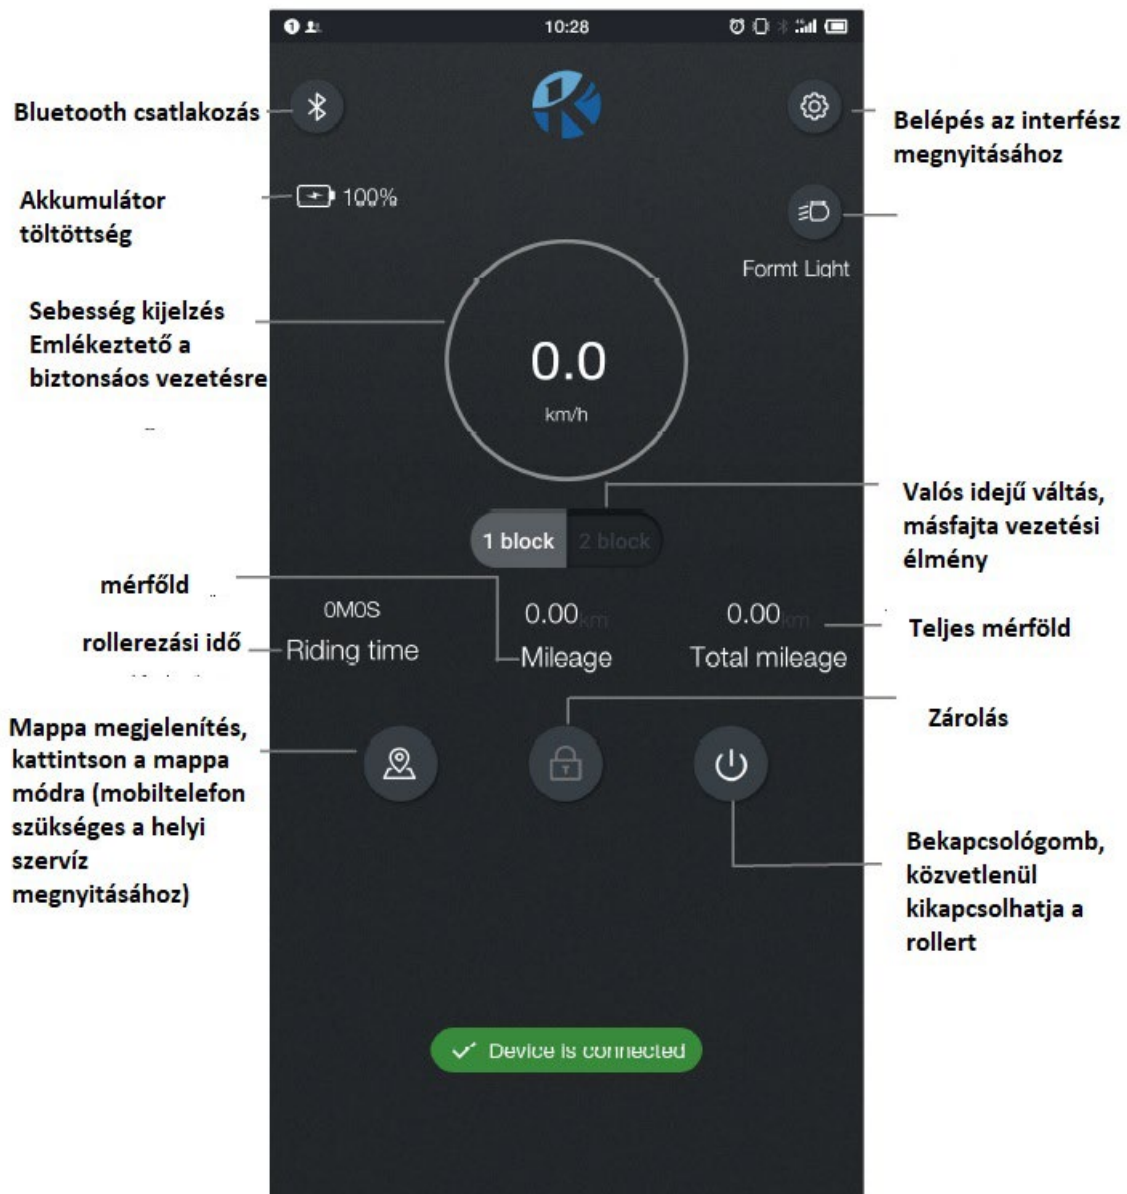 10:28
Bluetooth csatlakozás
Belépés az interfész
megnyitásához
Akkumulátor
töltöttség
100%
Formt Light
Sebesség kijelzés
Emlékeztető a
biztonsáos vezetésre
0.0
km/h
Valós idejű váltás,
másfajta vezetési
élmény
1 block
2 block
mérfőld
rollerezási idő
0M0S
Riding time
0.00 km
Mileage
0.00 km
Total mileage
Teljes mérföld
Zárolás
Mappa megjelenítés,
kattintson a mappa
módra (mobiltelefon
szükséges a helyi
szervíz
megnyitásához)
Bekapcsológomb,
közvetlenül
kikapcsolhatja a
rollert
Device is connected